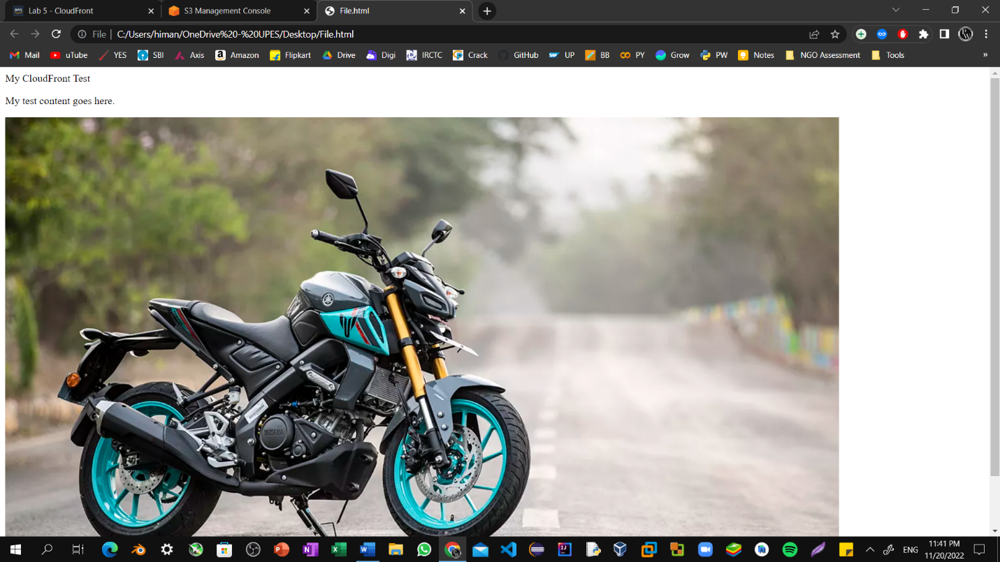 Lab 5 - CloudFront
S3 Management Console
File.html
File | C:/Users/himan/OneDrive%20-%20UPES/Desktop/File.html
Mail uTube YES SBI Axis Amazon Flipkart Drive Digi IRCTC Crack GitHub UP BB PY Grow PW Notes NGO Assessment Tools »
My CloudFront Test
My test content goes here.
YAMAHA
ENG
11:41 PM
11/20/2022